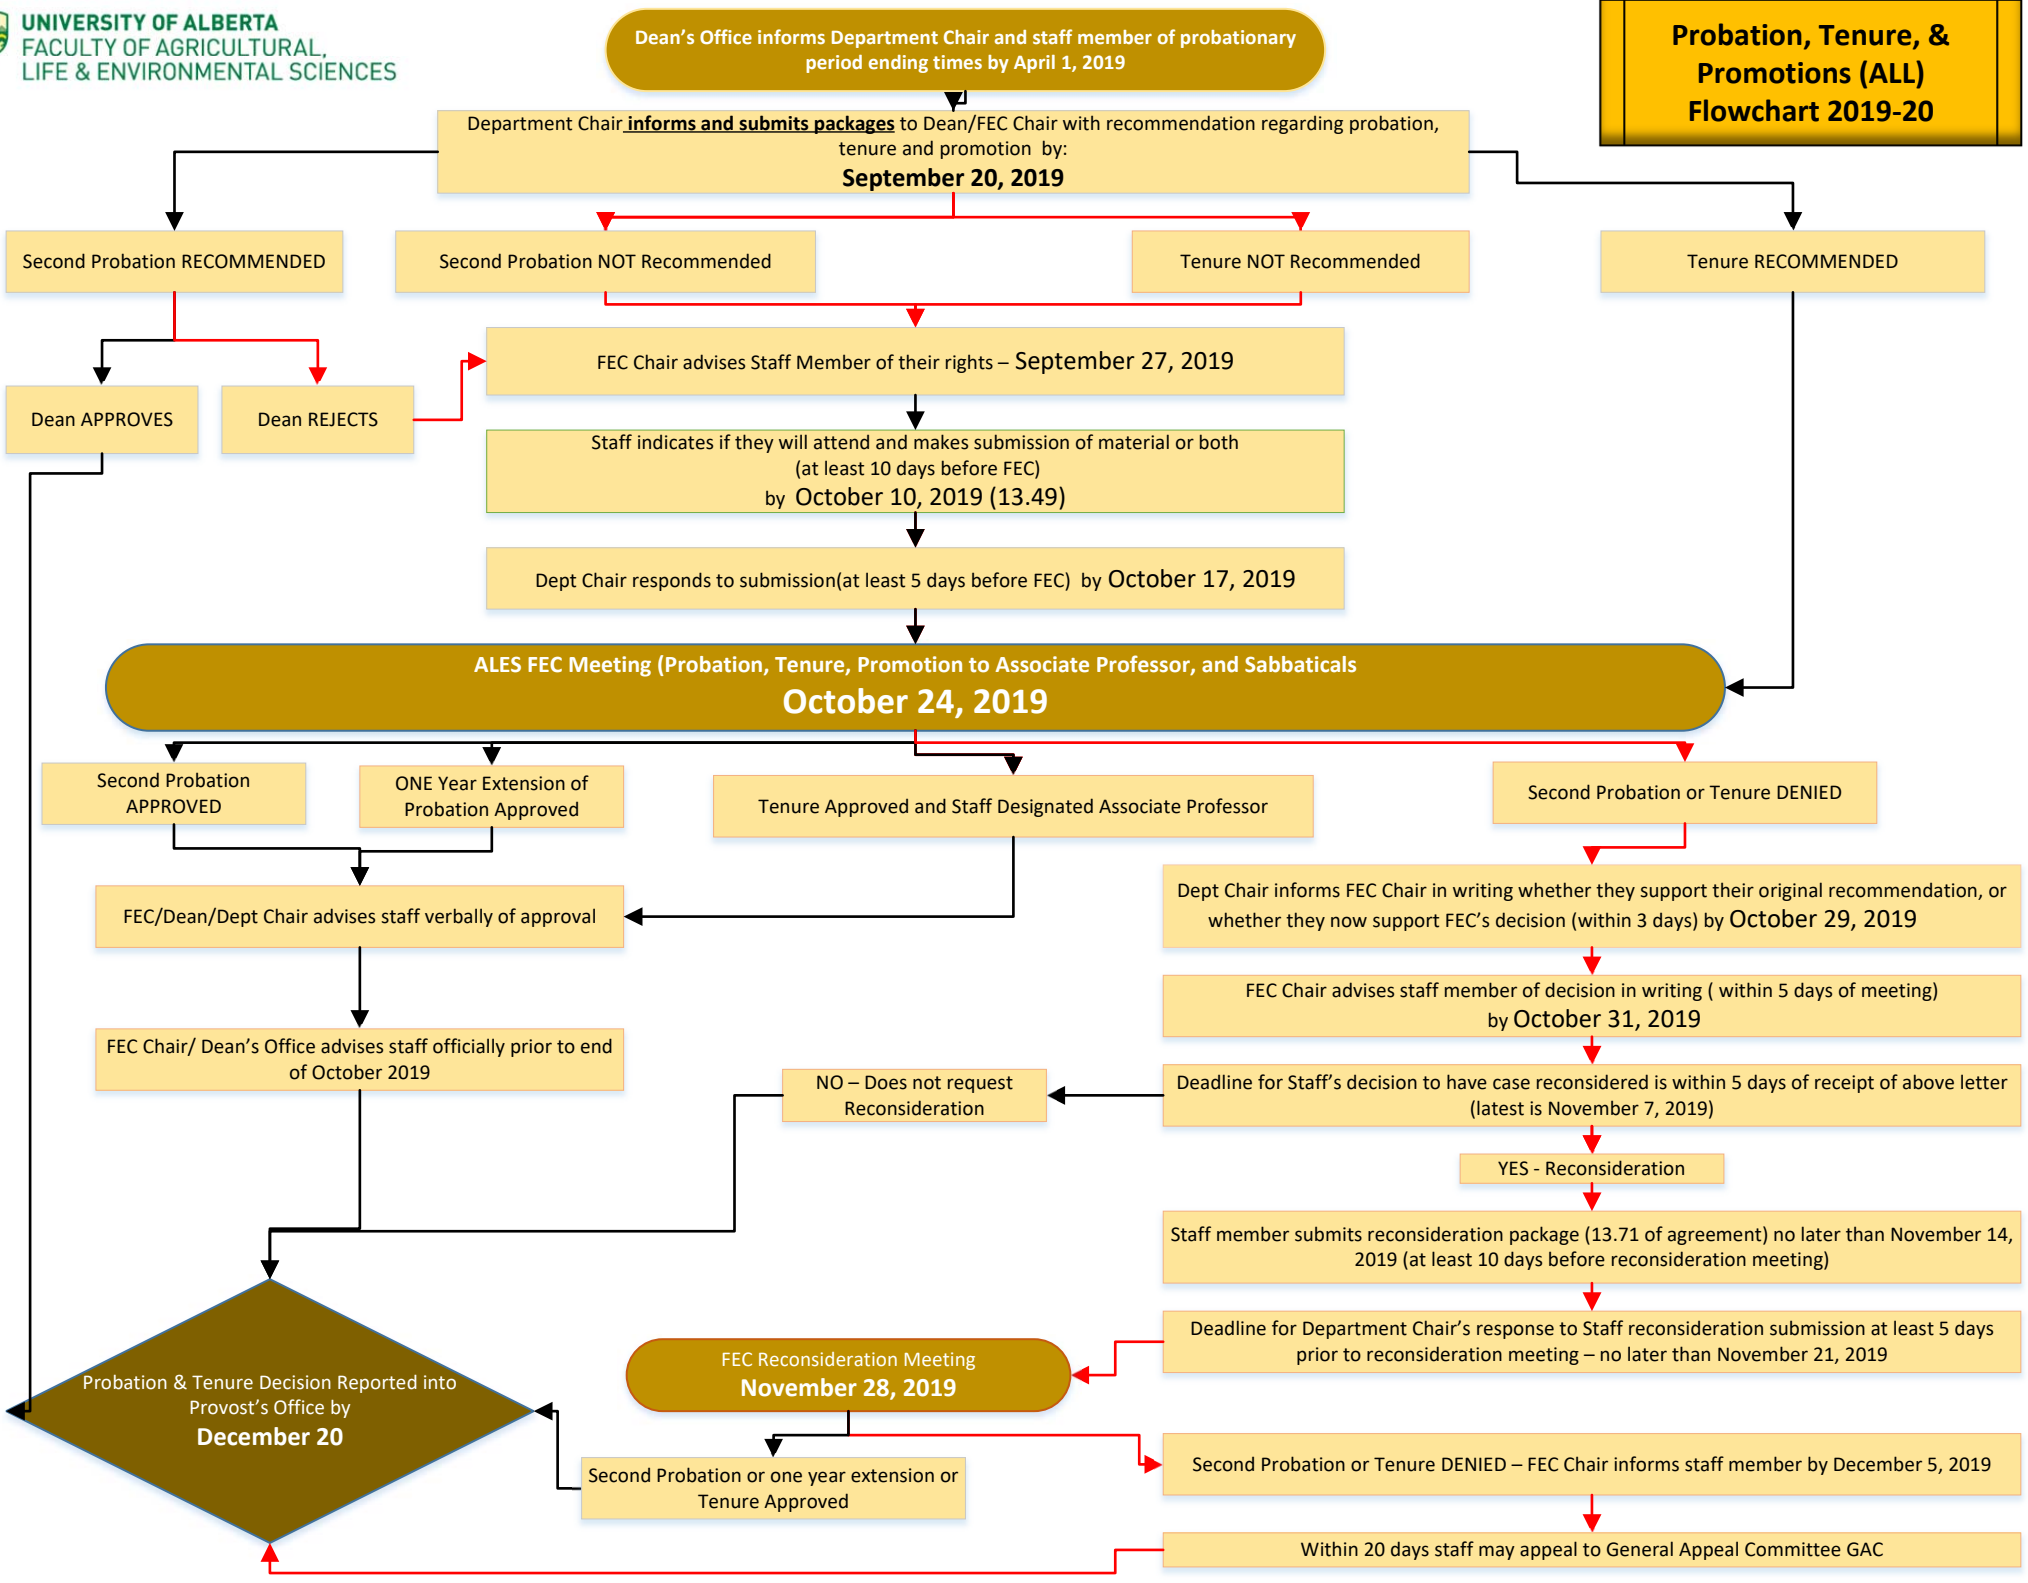 UNIVERSITY OF ALBERTA
FACULTY OF AGRICULTURAL,
LIFE & ENVIRONMENTAL SCIENCES
Dean's Office informs Department Chair and staff member of probationary
period ending times by April 1, 2019
Probation, Tenure, &
Promotions (ALL)
Flowchart 2019-20
Department Chair informs and submits packages to Dean/FEC Chair with recommendation regarding probation,
tenure and promotion by:
September 20, 2019
Second Probation RECOMMENDED
Second Probation NOT Recommended
Tenure NOT Recommended
Tenure RECOMMENDED
FEC Chair advises Staff Member of their rights – September 27, 2019
Dean APPROVES
Dean REJECTS
Staff indicates if they will attend and makes submission of material or both
(at least 10 days before FEC)
by October 10, 2019 (13.49)
Dept Chair responds to submission(at least 5 days before FEC) by October 17, 2019
ALES FEC Meeting (Probation, Tenure, Promotion to Associate Professor, and Sabbaticals
October 24, 2019
Second Probation
APPROVED
ONE Year Extension of
Probation Approved
Tenure Approved and Staff Designated Associate Professor
Second Probation or Tenure DENIED
FEC/Dean/Dept Chair advises staff verbally of approval
Dept Chair informs FEC Chair in writing whether they support their original recommendation, or
whether they now support FEC's decision (within 3 days) by October 29, 2019
FEC Chair advises staff member of decision in writing ( within 5 days of meeting)
by October 31, 2019
FEC Chair/ Dean's Office advises staff officially prior to end
of October 2019
NO – Does not request
Reconsideration
Deadline for Staff's decision to have case reconsidered is within 5 days of receipt of above letter
(latest is November 7, 2019)
YES - Reconsideration
Staff member submits reconsideration package (13.71 of agreement) no later than November 14,
2019 (at least 10 days before reconsideration meeting)
Deadline for Department Chair's response to Staff reconsideration submission at least 5 days
prior to reconsideration meeting – no later than November 21, 2019
FEC Reconsideration Meeting
November 28, 2019
Probation & Tenure Decision Reported into
Provost's Office by
December 20
Second Probation or one year extension or
Tenure Approved
Second Probation or Tenure DENIED – FEC Chair informs staff member by December 5, 2019
Within 20 days staff may appeal to General Appeal Committee GAC